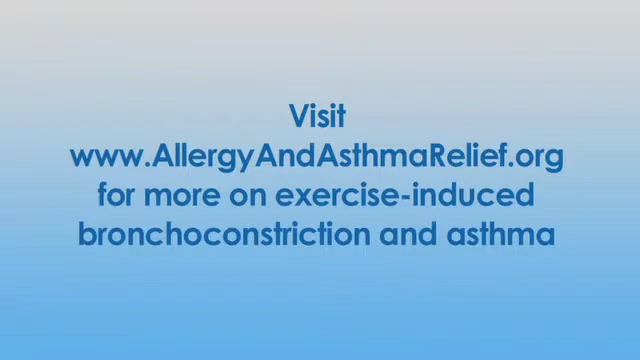 Visit
www.AllergyAndAsthmaRelief.org
for more on exercise-induced
bronchoconstriction and asthma